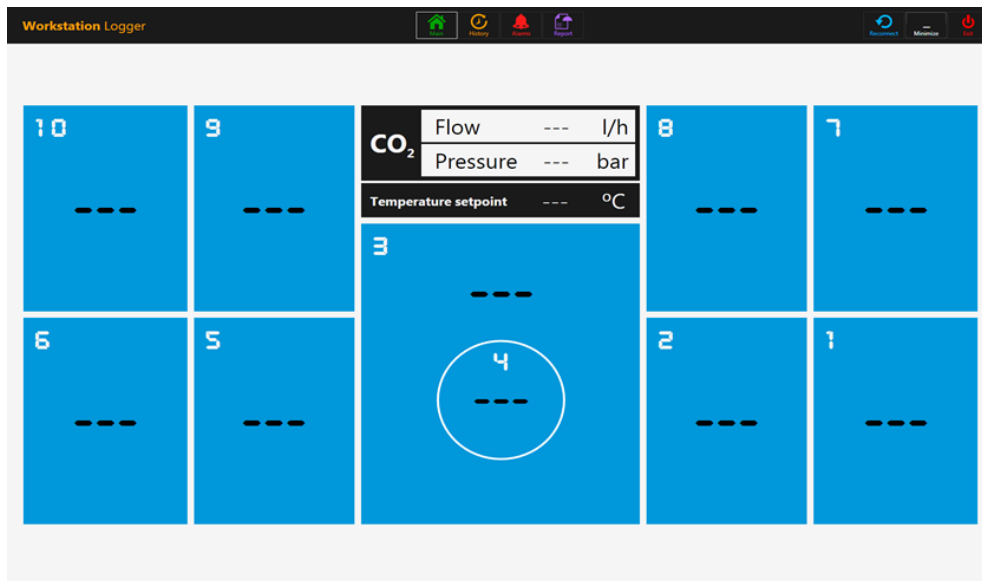 Workstation Logger
Main
History
Alarms
Report
Reconnect
Minimize
Exit
10
---
9
---
CO2
Flow --- l/h
Pressure --- bar
Temperature setpoint --- °C
8
---
7
---
3
---
4
---
6
---
5
---
2
---
1
---